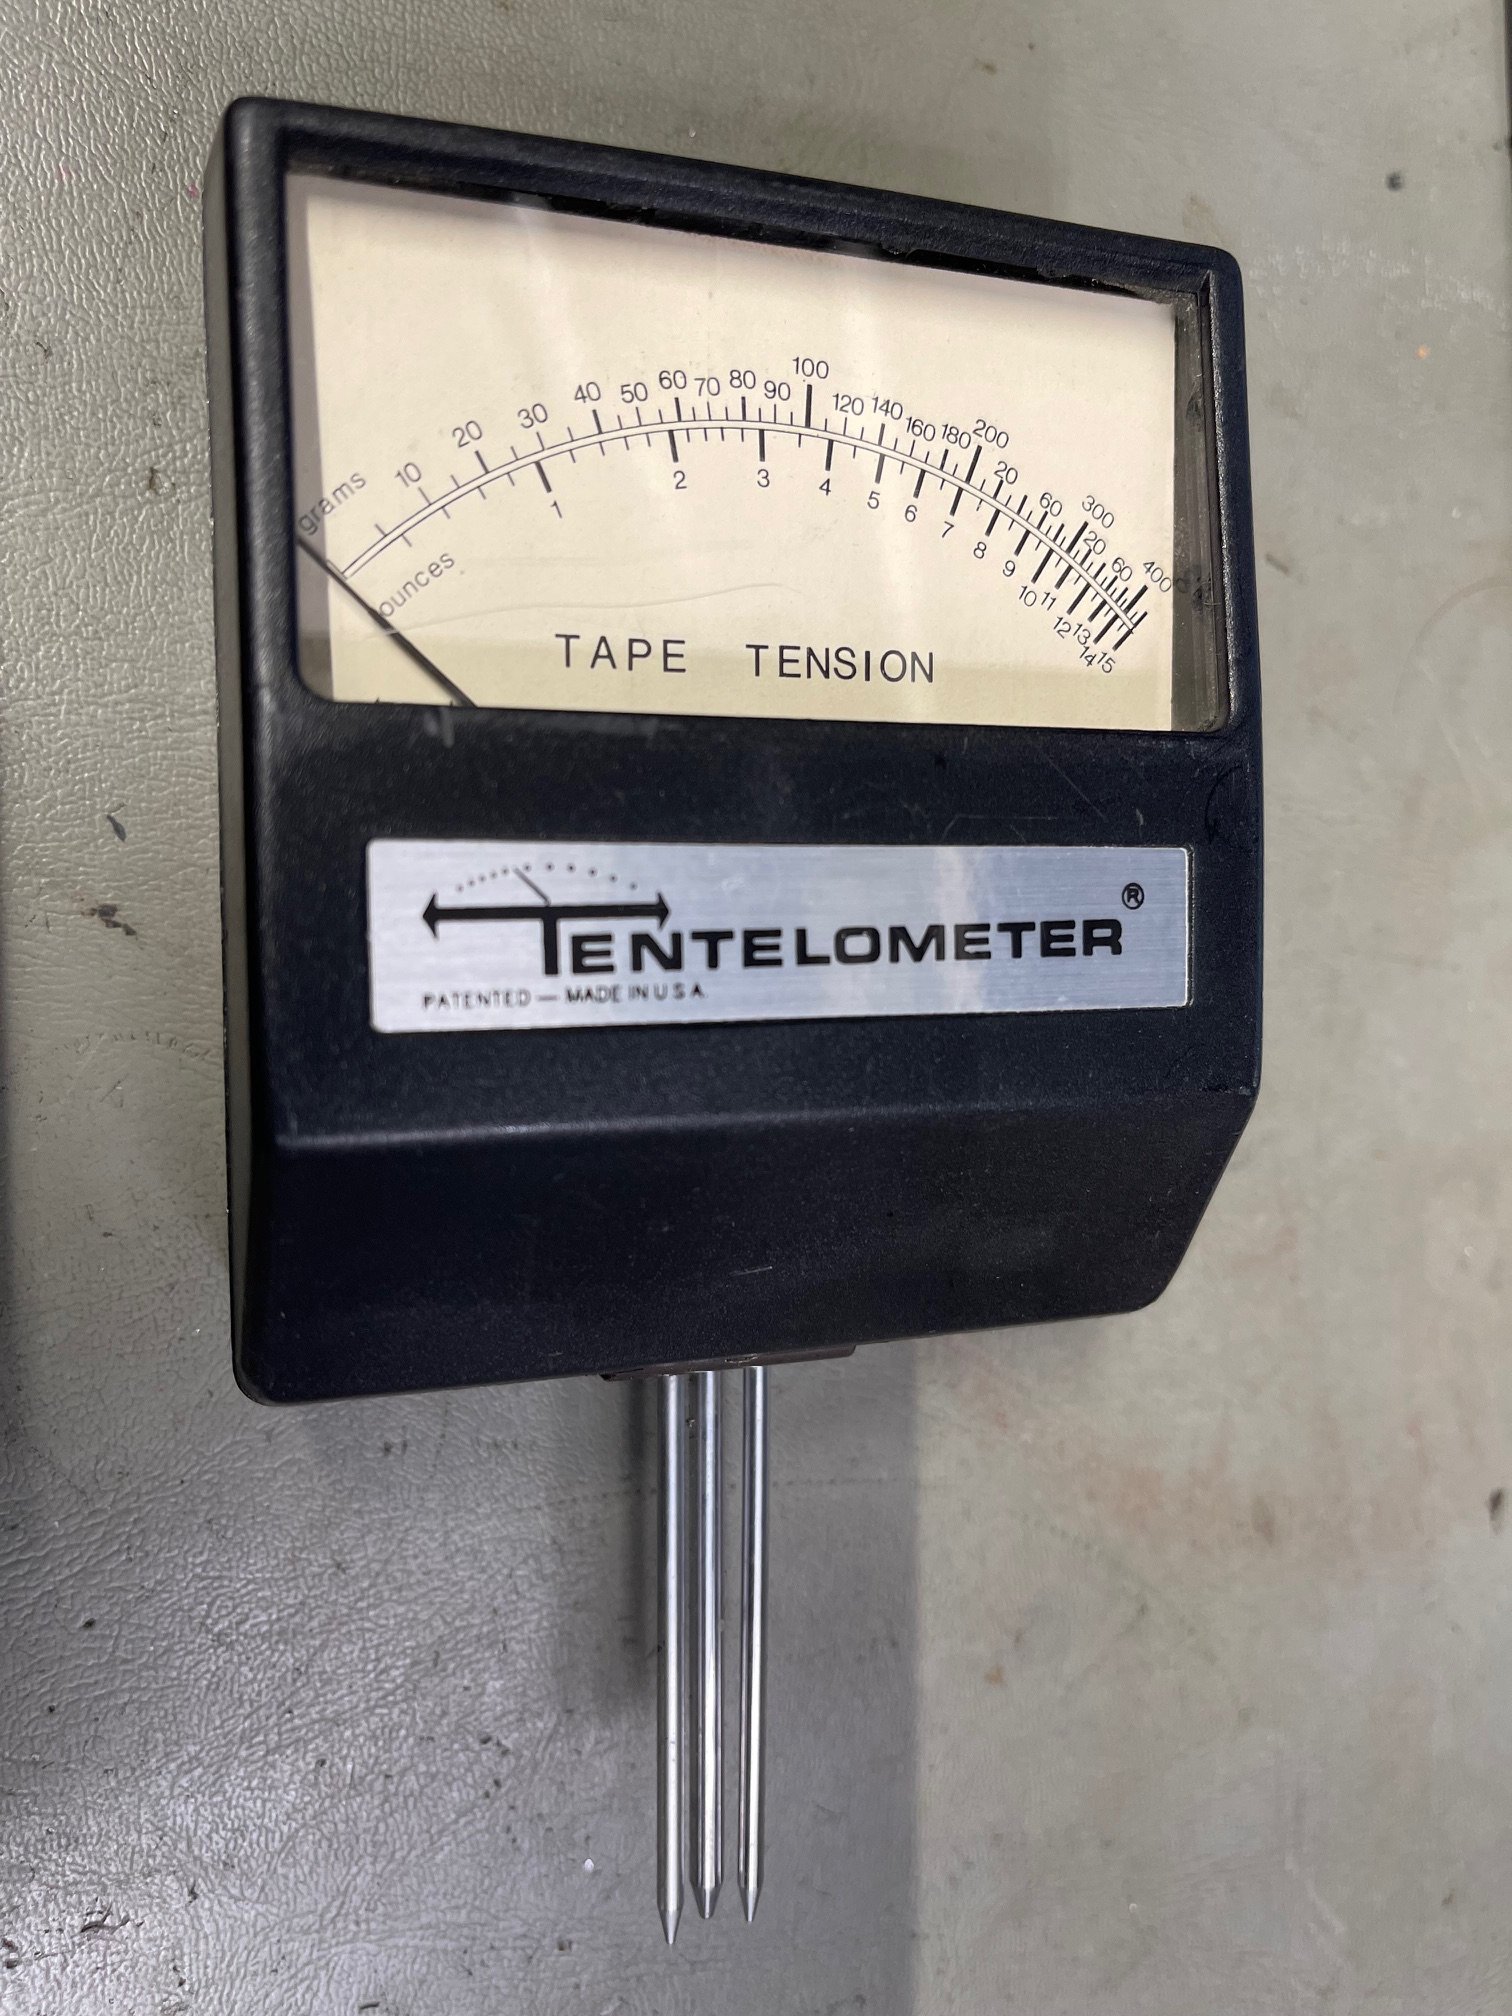 grams 10 20 30 40 50 60 70 80 90 100 120 140 160 180 200 20 60 300 20 60 400
ounces 1 2 3 4 5 6 7 8 9 10 11 12 13 14 15
TAPE TENSION
TENTELOMETER®
PATENTED — MADE IN U S A